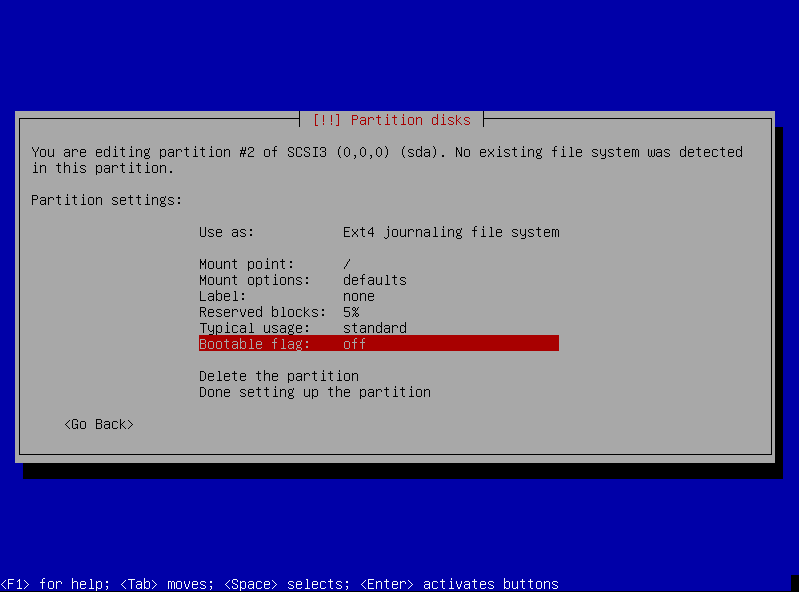 [!!] Partition disks
You are editing partition #2 of SCSI3 (0,0,0) (sda). No existing file system was detected
in this partition.
Partition settings:
Use as: Ext4 journaling file system
Mount point: /
Mount options: defaults
Label: none
Reserved blocks: 5%
Typical usage: standard
Bootable flag: off
Delete the partition
Done setting up the partition
<Go Back>
<F1> for help; <Tab> moves; <Space> selects; <Enter> activates buttons